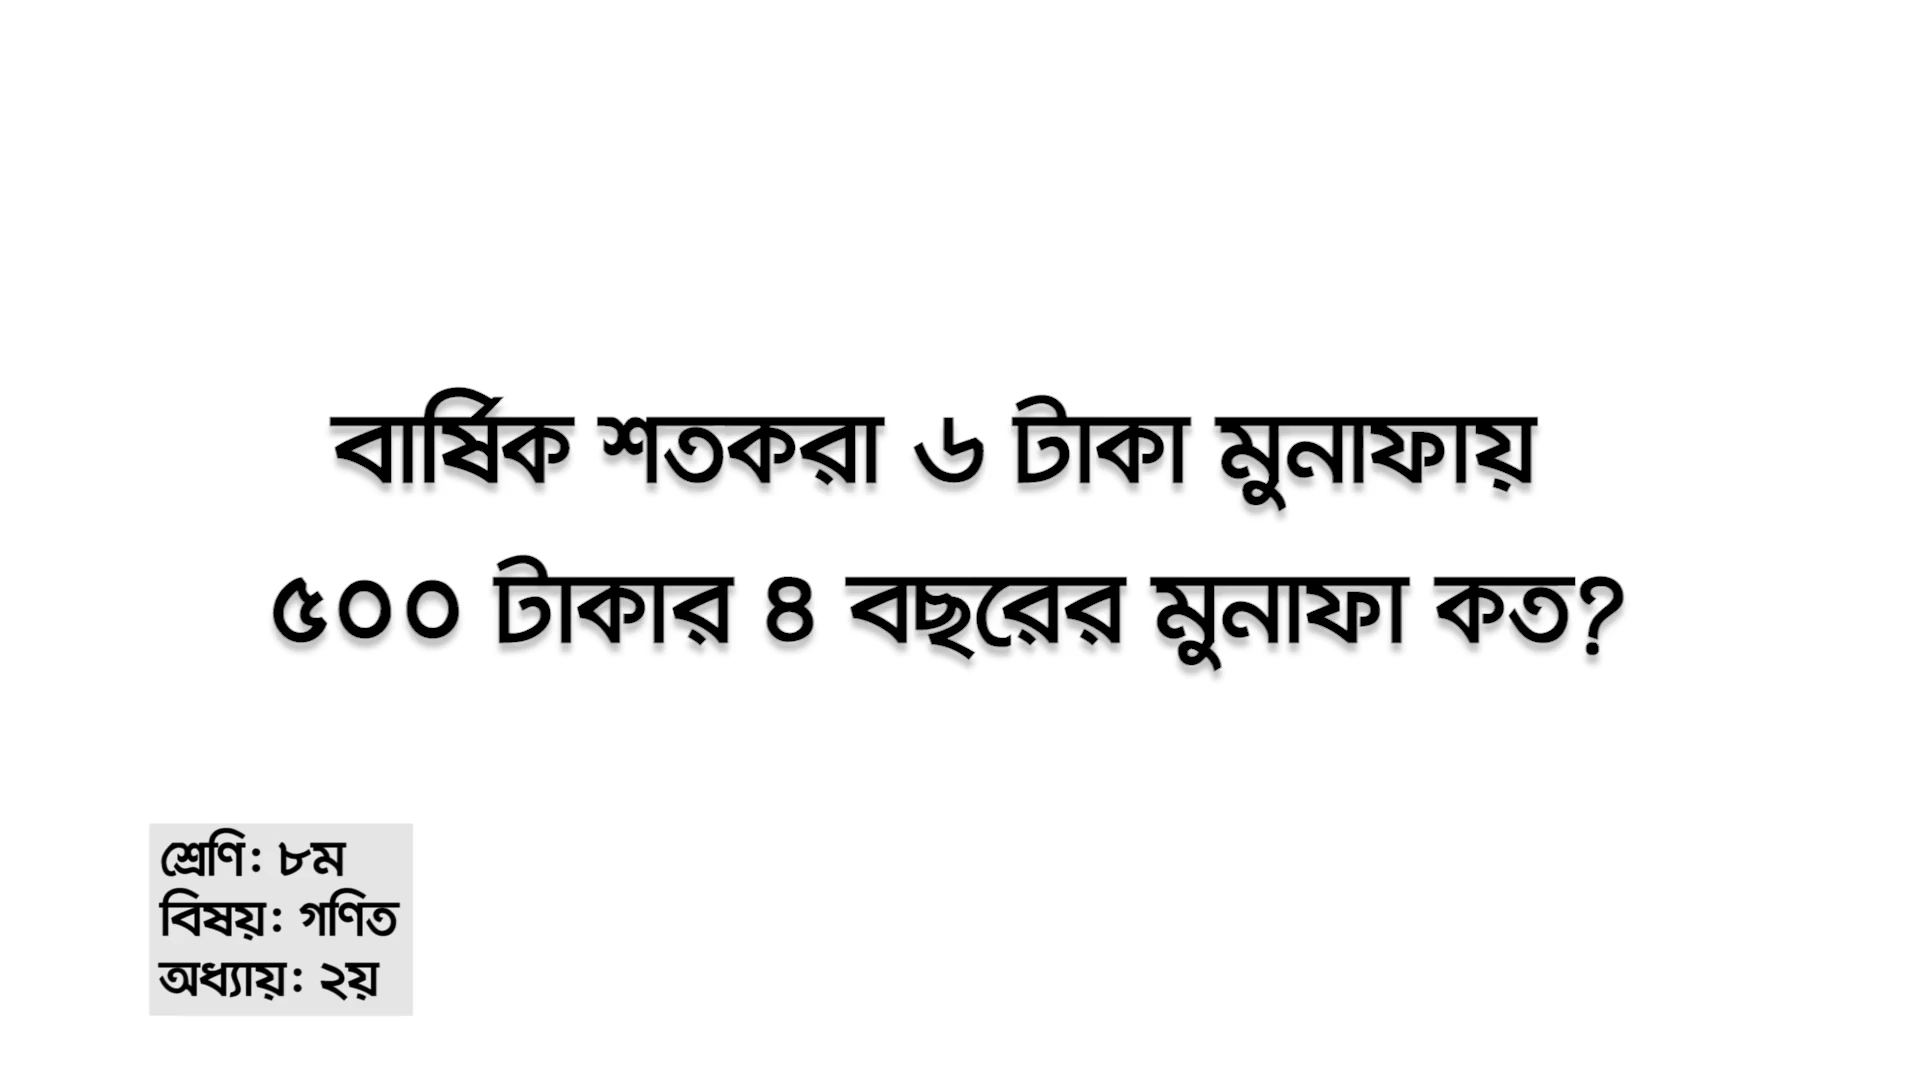 বার্ষিক শতকরা ৬ টাকা মুনাফায়
৫০০ টাকার ৪ বছরের মুনাফা কত?
শ্রেণি: ৮ম
বিষয়: গণিত
অধ্যায়: ২য়